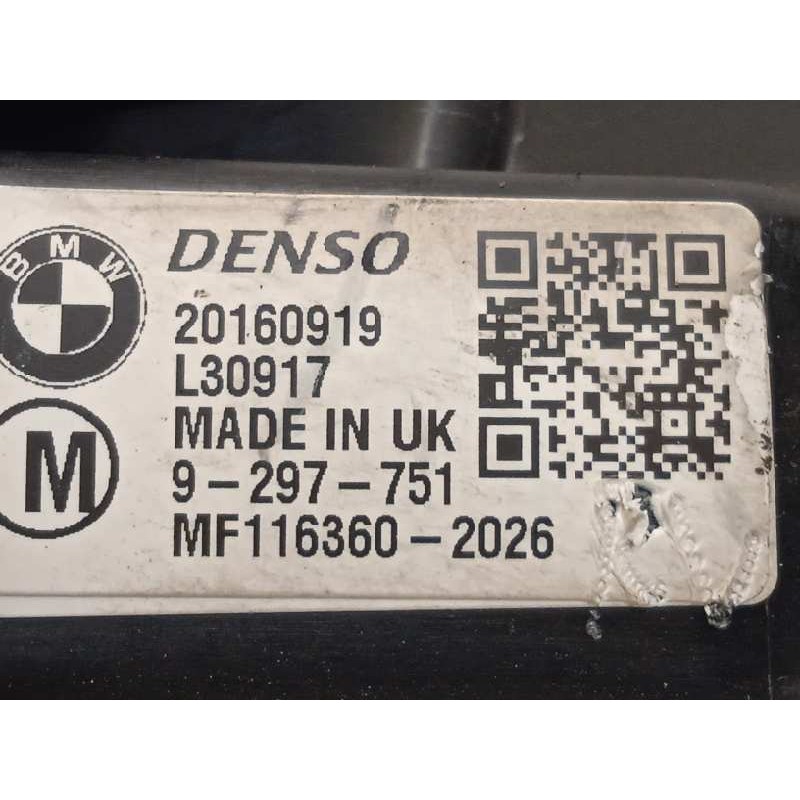 BMW
DENSO
20160919
L30917
MADE IN UK
M
9-297-751
MF116360-2026